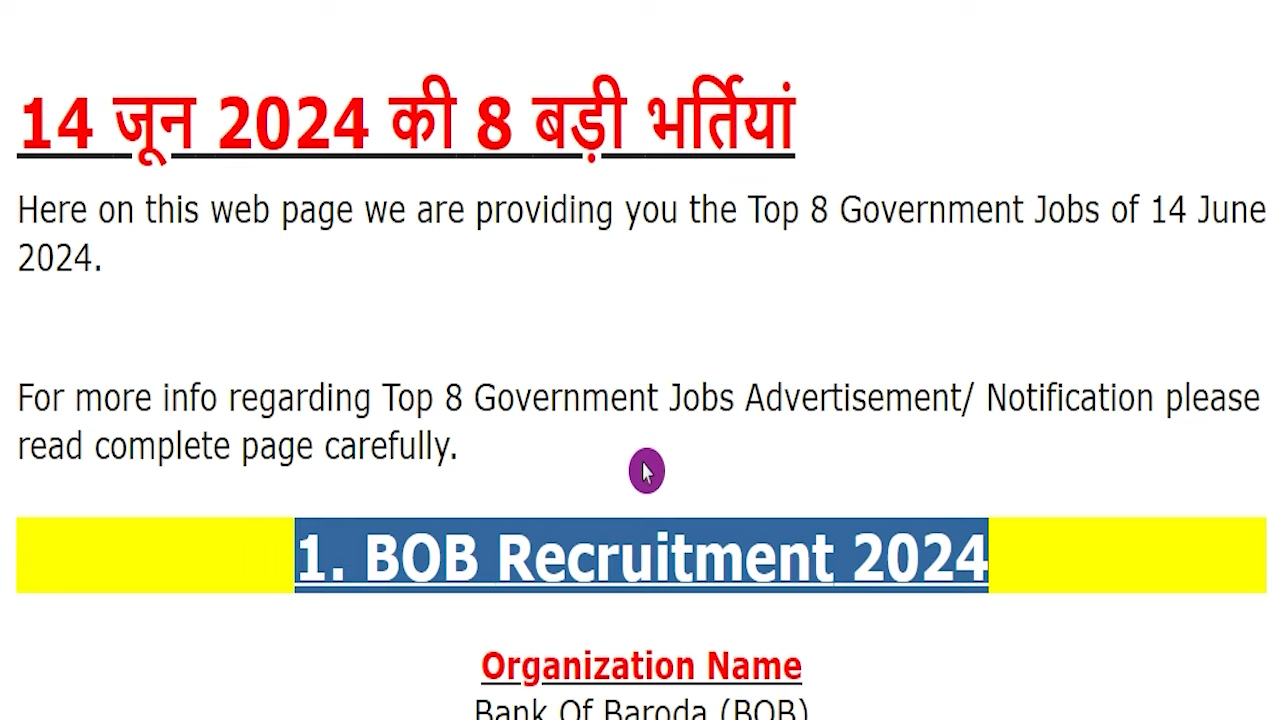 14 जून 2024 की 8 बड़ी भर्तियां
Here on this web page we are providing you the Top 8 Government Jobs of 14 June
2024.
For more info regarding Top 8 Government Jobs Advertisement/ Notification please
read complete page carefully.
1. BOB Recruitment 2024
Organization Name
Bank Of Baroda (BOB)